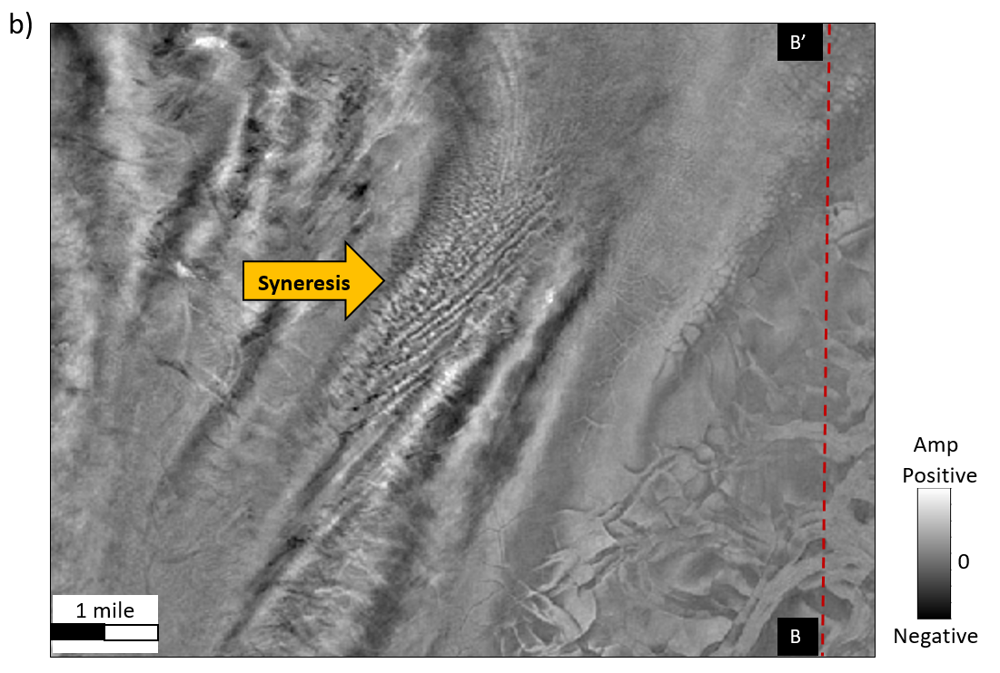 b)
B’
Syneresis
Amp
Positive
0
Negative
1 mile
B